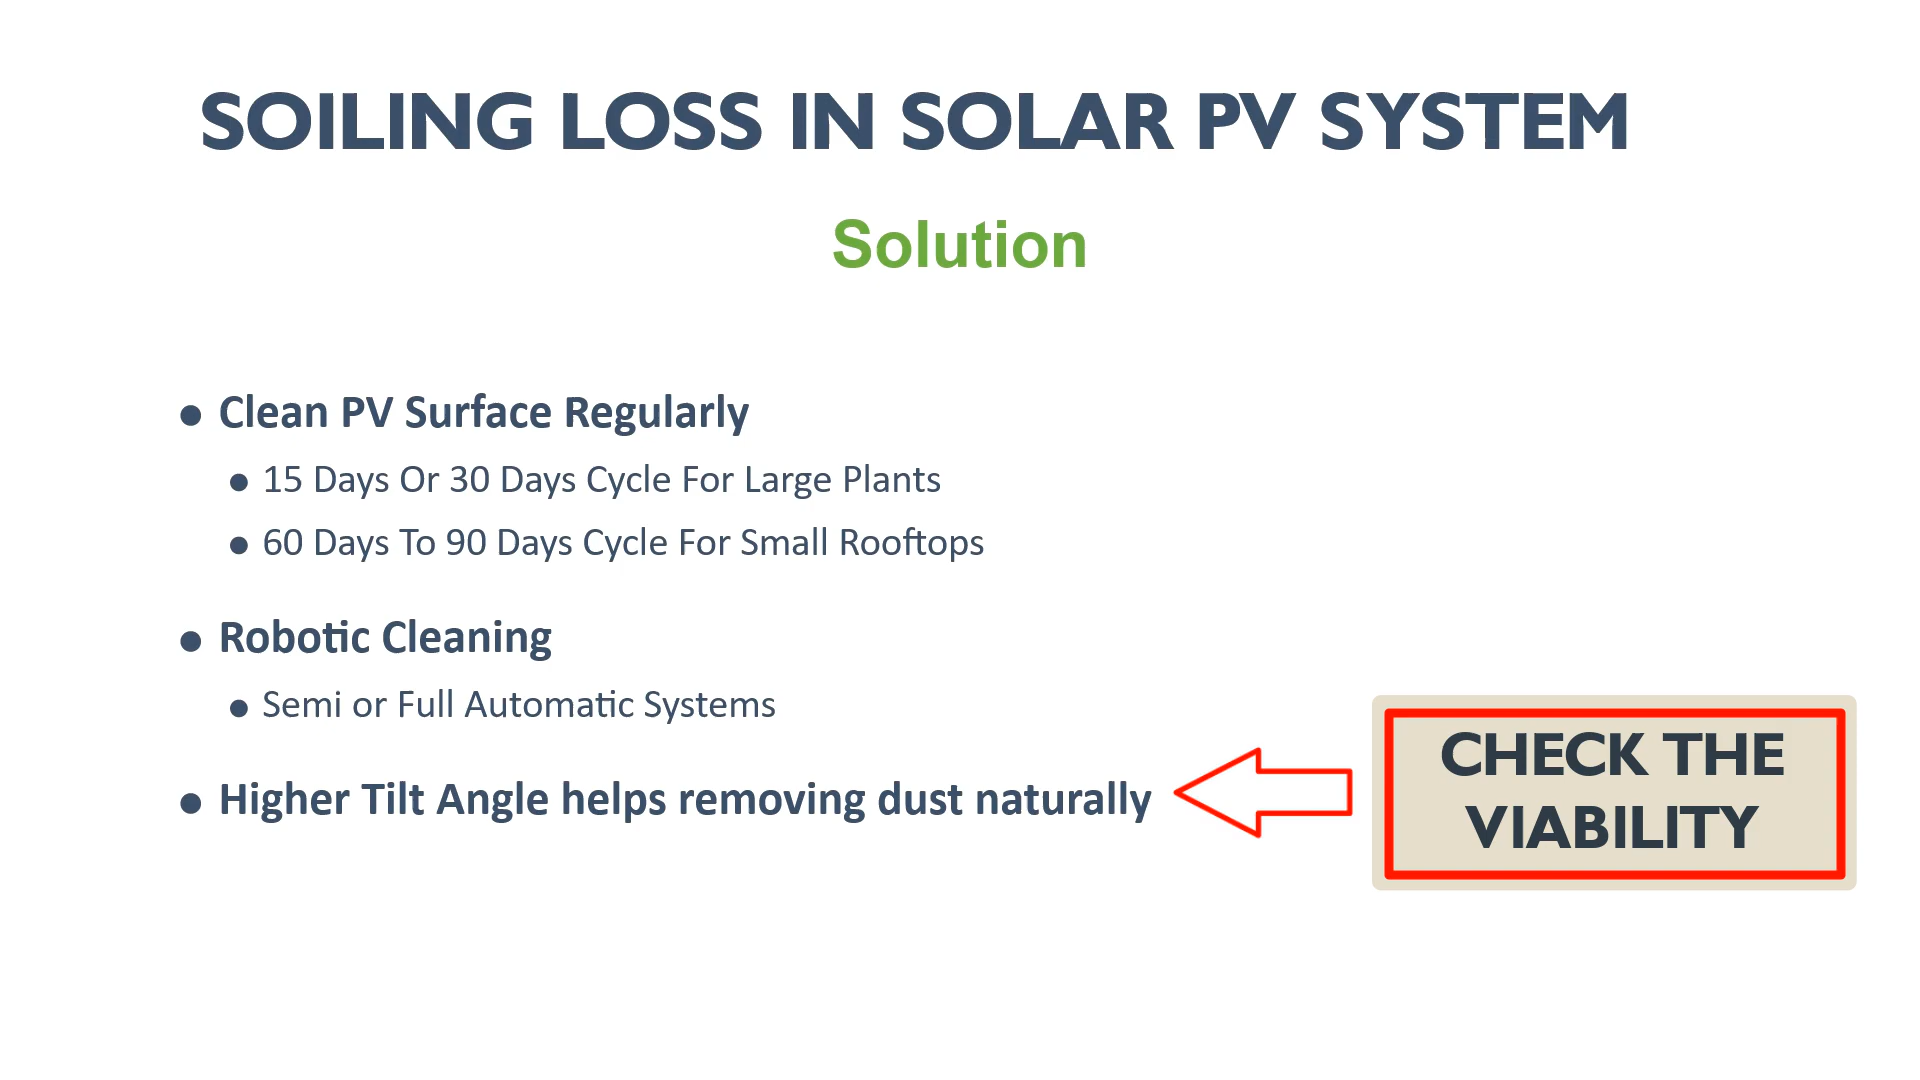 SOILING LOSS IN SOLAR PV SYSTEM
Solution
Clean PV Surface Regularly
15 Days Or 30 Days Cycle For Large Plants
60 Days To 90 Days Cycle For Small Rooftops
Robotic Cleaning
Semi or Full Automatic Systems
Higher Tilt Angle helps removing dust naturally
CHECK THE
VIABILITY